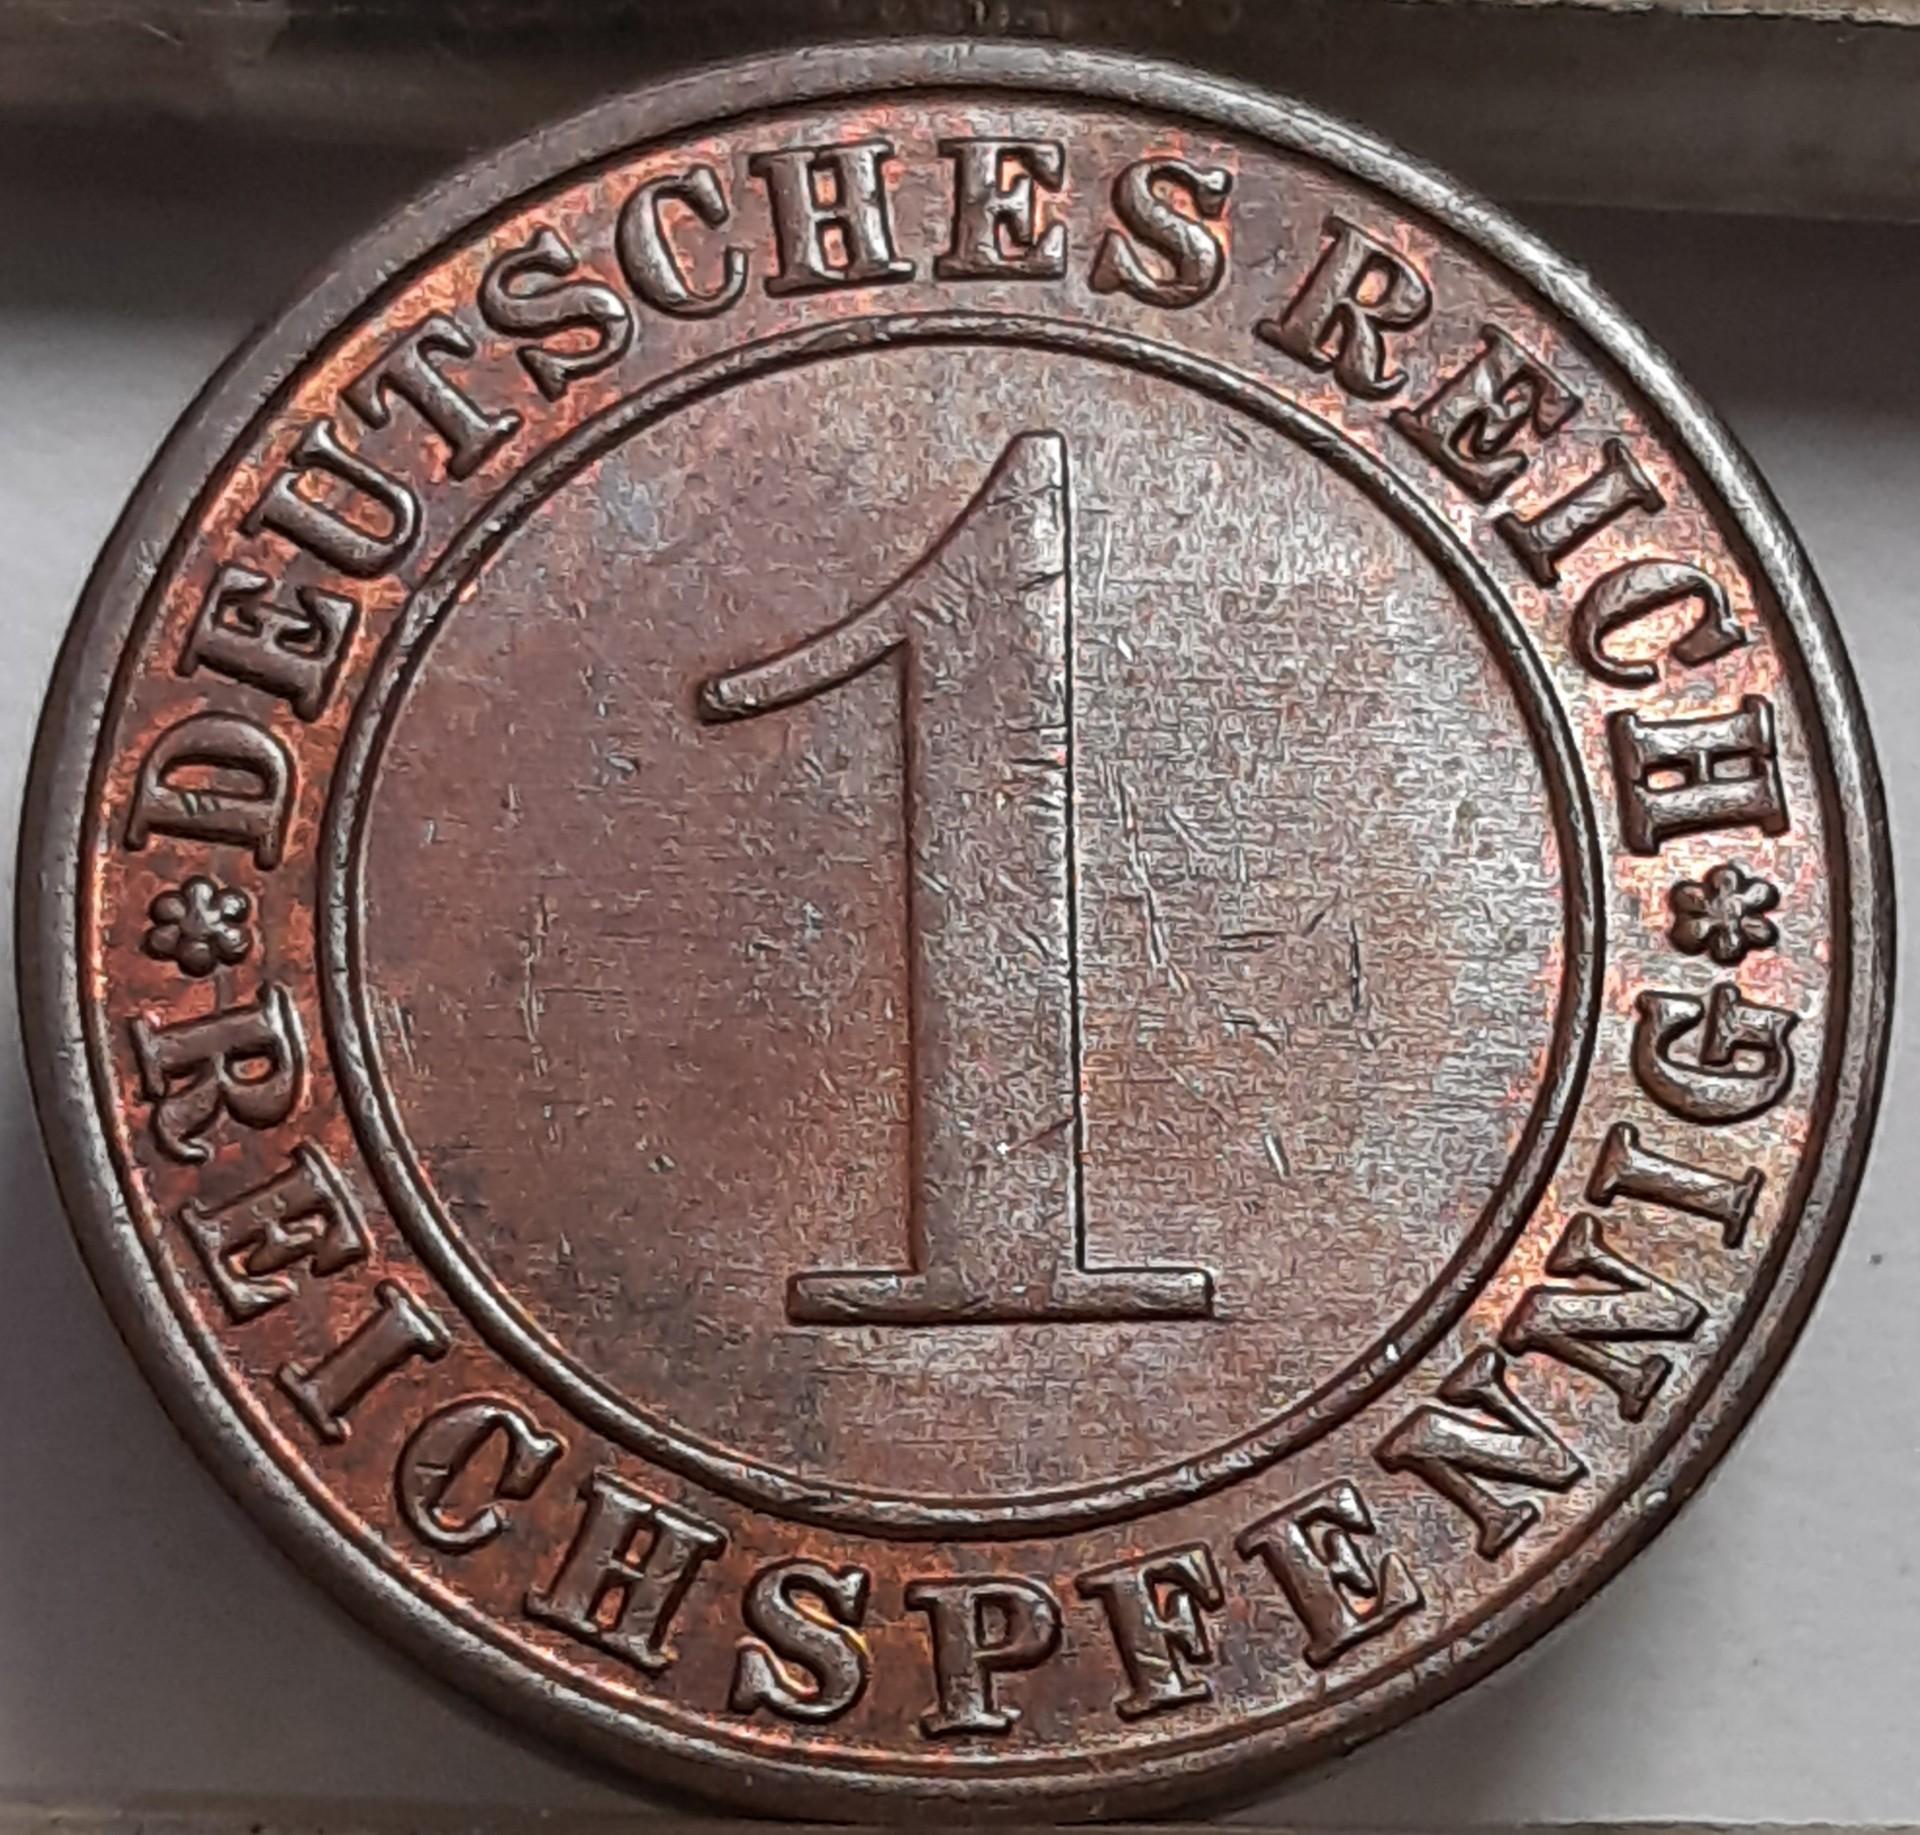 DEUTSCHES REICH
1
REICHSPFENNIG